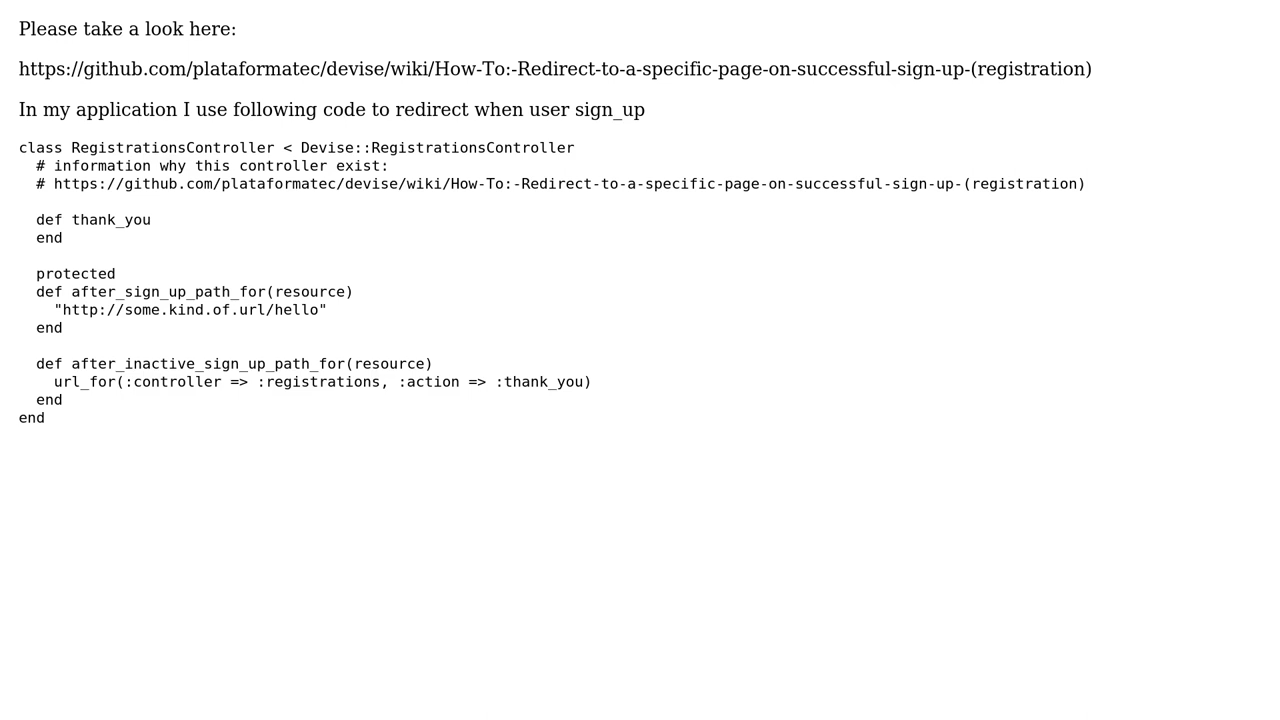 Please take a look here:
https://github.com/plataformatec/devise/wiki/How-To:-Redirect-to-a-specific-page-on-successful-sign-up-(registration)
In my application I use following code to redirect when user sign_up
class RegistrationsController < Devise::RegistrationsController
  # information why this controller exist:
  # https://github.com/plataformatec/devise/wiki/How-To:-Redirect-to-a-specific-page-on-successful-sign-up-(registration)

  def thank_you
  end

  protected
  def after_sign_up_path_for(resource)
    "http://some.kind.of.url/hello"
  end

  def after_inactive_sign_up_path_for(resource)
    url_for(:controller => :registrations, :action => :thank_you)
  end
end